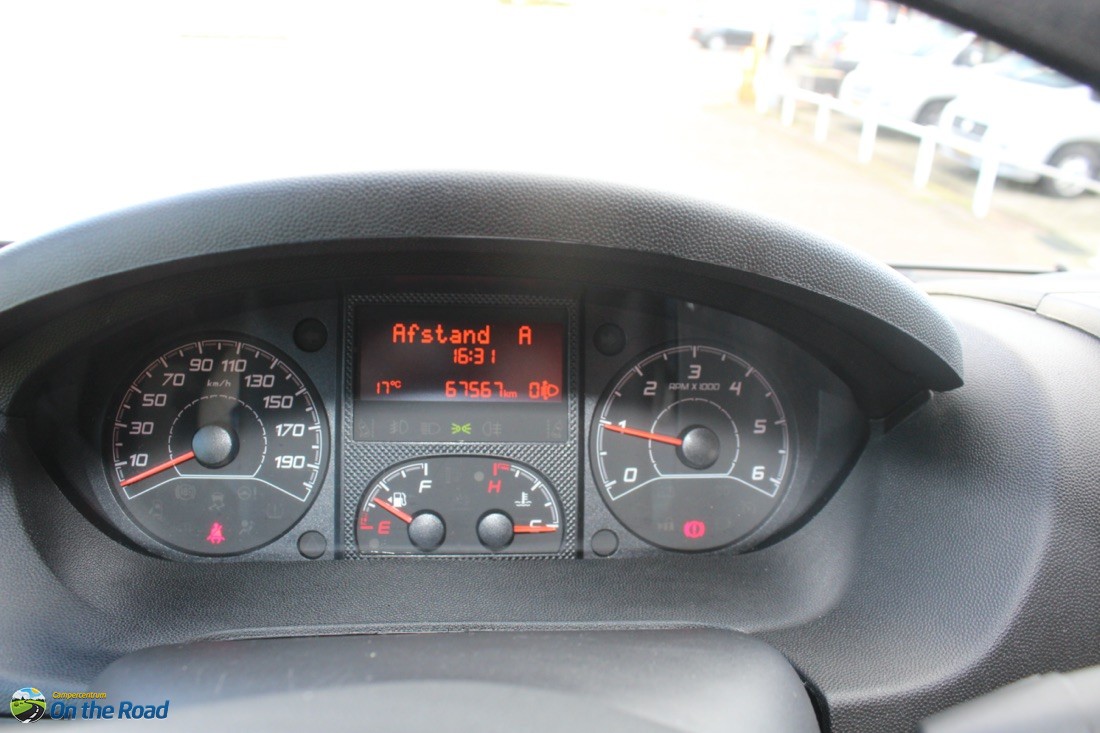 Afstand A
16:31
17°C 67567km 0
10 30 50 70 90 110 130 150 170 190
km/h
0 1 2 3 4 5 6
RPM X 1000
E F
H C
Campercentrum
On the Road